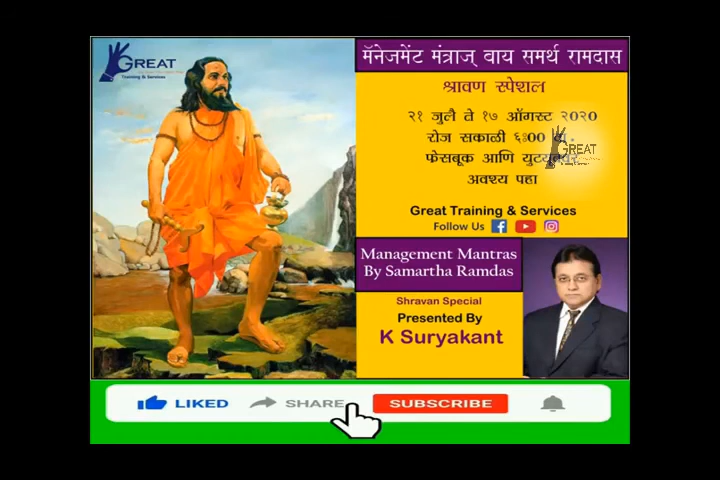 GREAT
Training & Services
मॅनेजमेंट मंत्राज् वाय समर्थ रामदास
श्रावण स्पेशल
२१ जुलै ते १७ ऑगस्ट २०२०
रोज सकाळी ६:०० वा.
GREAT
फेसबूक आणि युट्यूबवर
अवश्य पहा
Great Training & Services
Follow Us
Management Mantras
By Samartha Ramdas
Shravan Special
Presented By
K Suryakant
LIKED SHARE SUBSCRIBE